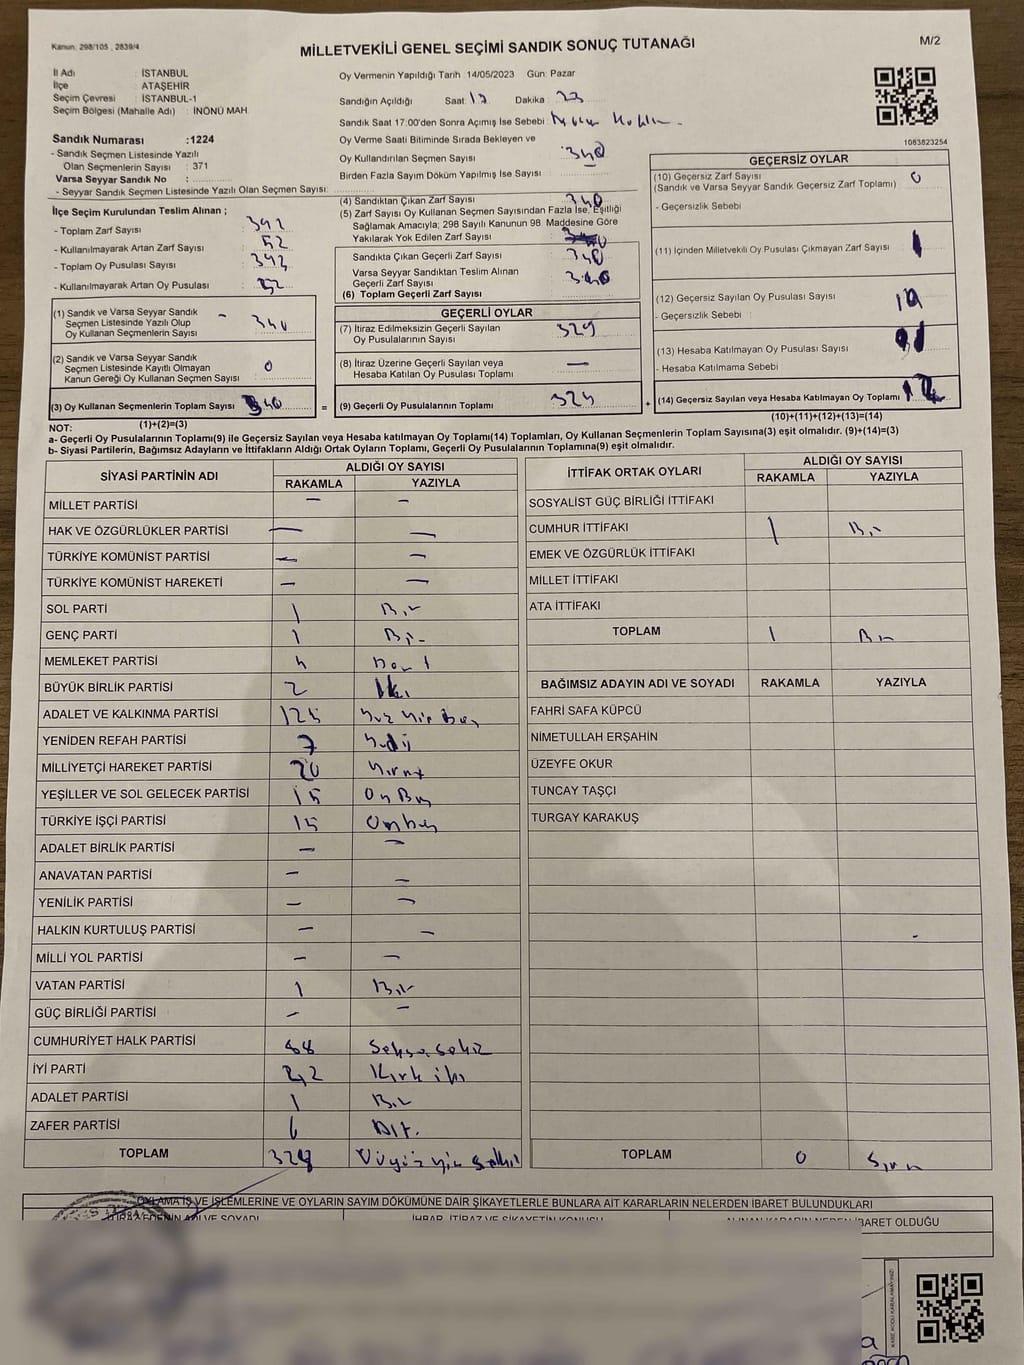 Kanun: 298/105 , 2839/4
MİLLETVEKİLİ GENEL SEÇİMİ SANDIK SONUÇ TUTANAĞI
M/2
İl Adı : İSTANBUL
İlçe : ATAŞEHİR
Seçim Çevresi : İSTANBUL-1
Seçim Bölgesi (Mahalle Adı) : İNÖNÜ MAH.
Sandık Numarası :1224
- Sandık Seçmen Listesinde Yazılı
Olan Seçmenlerin Sayısı : 371
Varsa Seyyar Sandık No :
- Seyyar Sandık Seçmen Listesinde Yazılı Olan Seçmen Sayısı:
Oy Vermenin Yapıldığı Tarih 14/05/2023 Gün: Pazar
Sandığın Açıldığı Saat: 17 Dakika : 23
Sandık Saat 17:00'den Sonra Açımış İse Sebebi
Oy Verme Saati Bitiminde Sırada Bekleyen ve
Oy Kullandırılan Seçmen Sayısı : 340
Birden Fazla Sayım Döküm Yapılmış İse Sayısı :
1083823254
İlçe Seçim Kurulundan Teslim Alınan ;
- Toplam Zarf Sayısı : 392
- Kullanılmayarak Artan Zarf Sayısı : 52
- Toplam Oy Pusulası Sayısı : 392
- Kullanılmayarak Artan Oy Pusulası : 52
(1) Sandık ve Varsa Seyyar Sandık
Seçmen Listesinde Yazılı Olup
Oy Kullanan Seçmenlerin Sayısı : 340
(2) Sandık ve Varsa Seyyar Sandık
Seçmen Listesinde Kayıtlı Olmayan
Kanun Gereği Oy Kullanan Seçmen Sayısı : 0
(3) Oy Kullanan Seçmenlerin Toplam Sayısı : 340
(1)+(2)=(3)
(4) Sandıktan Çıkan Zarf Sayısı : 340
(5) Zarf Sayısı Oy Kullanan Seçmen Sayısından Fazla İse, Eşitliği
Sağlamak Amacıyla; 298 Sayılı Kanunun 98. Maddesine Göre
Yakılarak Yok Edilen Zarf Sayısı :
Sandıkta Çıkan Geçerli Zarf Sayısı : 340
Varsa Seyyar Sandıktan Teslim Alınan
Geçerli Zarf Sayısı : 340
(6) Toplam Geçerli Zarf Sayısı :
GEÇERLİ OYLAR
(7) İtiraz Edilmeksizin Geçerli Sayılan
Oy Pusulalarının Sayısı : 329
(8) İtiraz Üzerine Geçerli Sayılan veya
Hesaba Katılan Oy Pusulası Toplamı : —
= (9) Geçerli Oy Pusulalarının Toplamı : 329
GEÇERSİZ OYLAR
(10) Geçersiz Zarf Sayısı : 0
(Sandık ve Varsa Seyyar Sandık Geçersiz Zarf Toplamı)
- Geçersizlik Sebebi
(11) İçinden Milletvekili Oy Pusulası Çıkmayan Zarf Sayısı : 1
(12) Geçersiz Sayılan Oy Pusulası Sayısı : 10
- Geçersizlik Sebebi :
(13) Hesaba Katılmayan Oy Pusulası Sayısı :
- Hesaba Katılmama Sebebi :
+ (14) Geçersiz Sayılan veya Hesaba Katılmayan Oy Toplamı :
(10)+(11)+(12)+(13)=(14)
NOT:
a- Geçerli Oy Pusulalarının Toplamı(9) ile Geçersiz Sayılan veya Hesaba katılmayan Oy Toplamı(14) Toplamları, Oy Kullanan Seçmenlerin Toplam Sayısına(3) eşit olmalıdır. (9)+(14)=(3)
b- Siyasi Partilerin, Bağımsız Adayların ve İttifakların Aldığı Ortak Oyların Toplamı, Geçerli Oy Pusulalarının Toplamına(9) eşit olmalıdır.
SİYASİ PARTİNİN ADI
ALDIĞI OY SAYISI
RAKAMLA YAZIYLA
MİLLET PARTİSİ — —
HAK VE ÖZGÜRLÜKLER PARTİSİ — —
TÜRKİYE KOMÜNİST PARTİSİ — —
TÜRKİYE KOMÜNİST HAREKETİ — —
SOL PARTİ 1 Bir
GENÇ PARTİ 1 Bir
MEMLEKET PARTİSİ 4 Dört
BÜYÜK BİRLİK PARTİSİ 2 İki
ADALET VE KALKINMA PARTİSİ 125 Yüz yirmi beş
YENİDEN REFAH PARTİSİ 7 Yedi
MİLLİYETÇİ HAREKET PARTİSİ 20 Yirmi
YEŞİLLER VE SOL GELECEK PARTİSİ 15 On Beş
TÜRKİYE İŞÇİ PARTİSİ 15 Onbeş
ADALET BİRLİK PARTİSİ — —
ANAVATAN PARTİSİ — —
YENİLİK PARTİSİ — —
HALKIN KURTULUŞ PARTİSİ — —
MİLLİ YOL PARTİSİ — —
VATAN PARTİSİ 1 Bir
GÜÇ BİRLİĞİ PARTİSİ — —
CUMHURİYET HALK PARTİSİ 88 Seksen sekiz
İYİ PARTİ 42 Kırk iki
ADALET PARTİSİ 1 Bir
ZAFER PARTİSİ 6 Altı
TOPLAM 328
İTTİFAK ORTAK OYLARI
ALDIĞI OY SAYISI
RAKAMLA YAZIYLA
SOSYALİST GÜÇ BİRLİĞİ İTTİFAKI
CUMHUR İTTİFAKI 1 Bir
EMEK VE ÖZGÜRLÜK İTTİFAKI
MİLLET İTTİFAKI
ATA İTTİFAKI
TOPLAM 1 Bir
BAĞIMSIZ ADAYIN ADI VE SOYADI RAKAMLA YAZIYLA
FAHRİ SAFA KÜPCÜ
NİMETULLAH ERŞAHİN
ÜZEYFE OKUR
TUNCAY TAŞÇI
TURGAY KARAKUŞ
TOPLAM 0 Sıfır
OYLAMA İŞ VE İŞLEMLERİNE VE OYLARIN SAYIM DÖKÜMÜNE DAİR ŞİKAYETLERLE BUNLARA AİT KARARLARIN NELERDEN İBARET BULUNDUKLARI
İHBAR, İTİRAZ VE ŞİKAYETİN KONUSU
ALINAN KARARIN NEDEN İBARET OLDUĞU